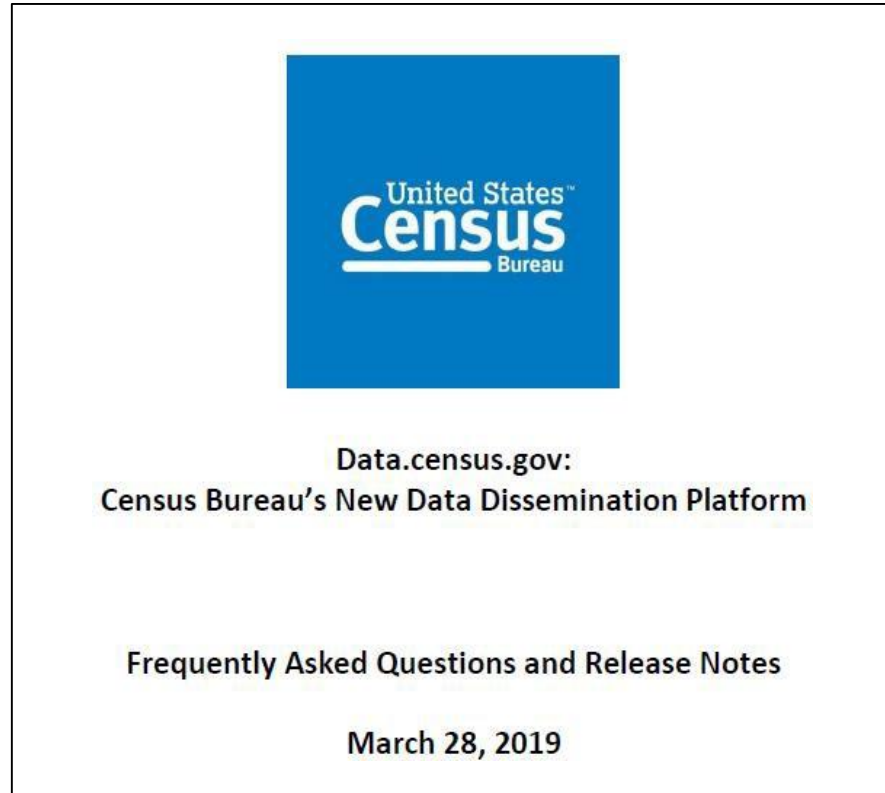 United States™
Census
Bureau
Data.census.gov:
Census Bureau's New Data Dissemination Platform
Frequently Asked Questions and Release Notes
March 28, 2019